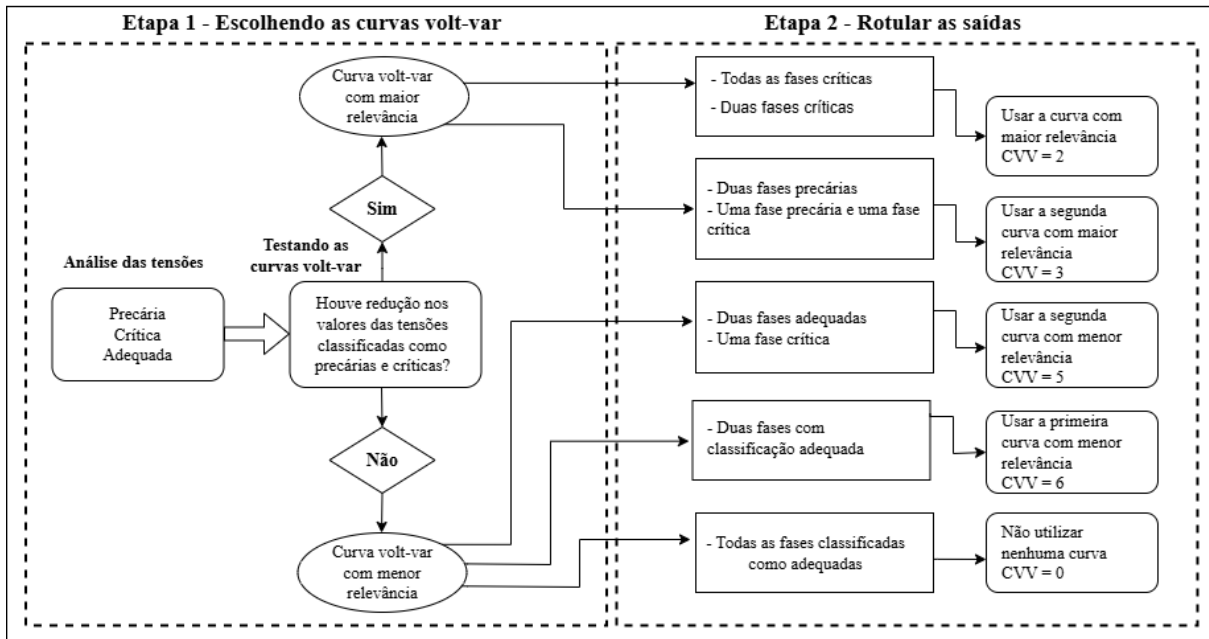 Etapa 1 - Escolhendo as curvas volt-var
Curva volt-var
com maior
relevância
Sim
Testando as
curvas volt-var
Análise das tensões
Precária
Crítica
Adequada
Houve redução nos
valores das tensões
classificadas como
precárias e críticas?
Não
Curva volt-var
com menor
relevância
Etapa 2 - Rotular as saídas
- Todas as fases críticas
- Duas fases críticas
Usar a curva com
maior relevância
CVV = 2
- Duas fases precárias
- Uma fase precária e uma fase
crítica
Usar a segunda
curva com maior
relevância
CVV = 3
- Duas fases adequadas
- Uma fase crítica
Usar a segunda
curva com menor
relevância
CVV = 5
- Duas fases com
classificação adequada
Usar a primeira
curva com menor
relevância
CVV = 6
- Todas as fases classificadas
como adequadas
Não utilizar
nenhuma curva
CVV = 0